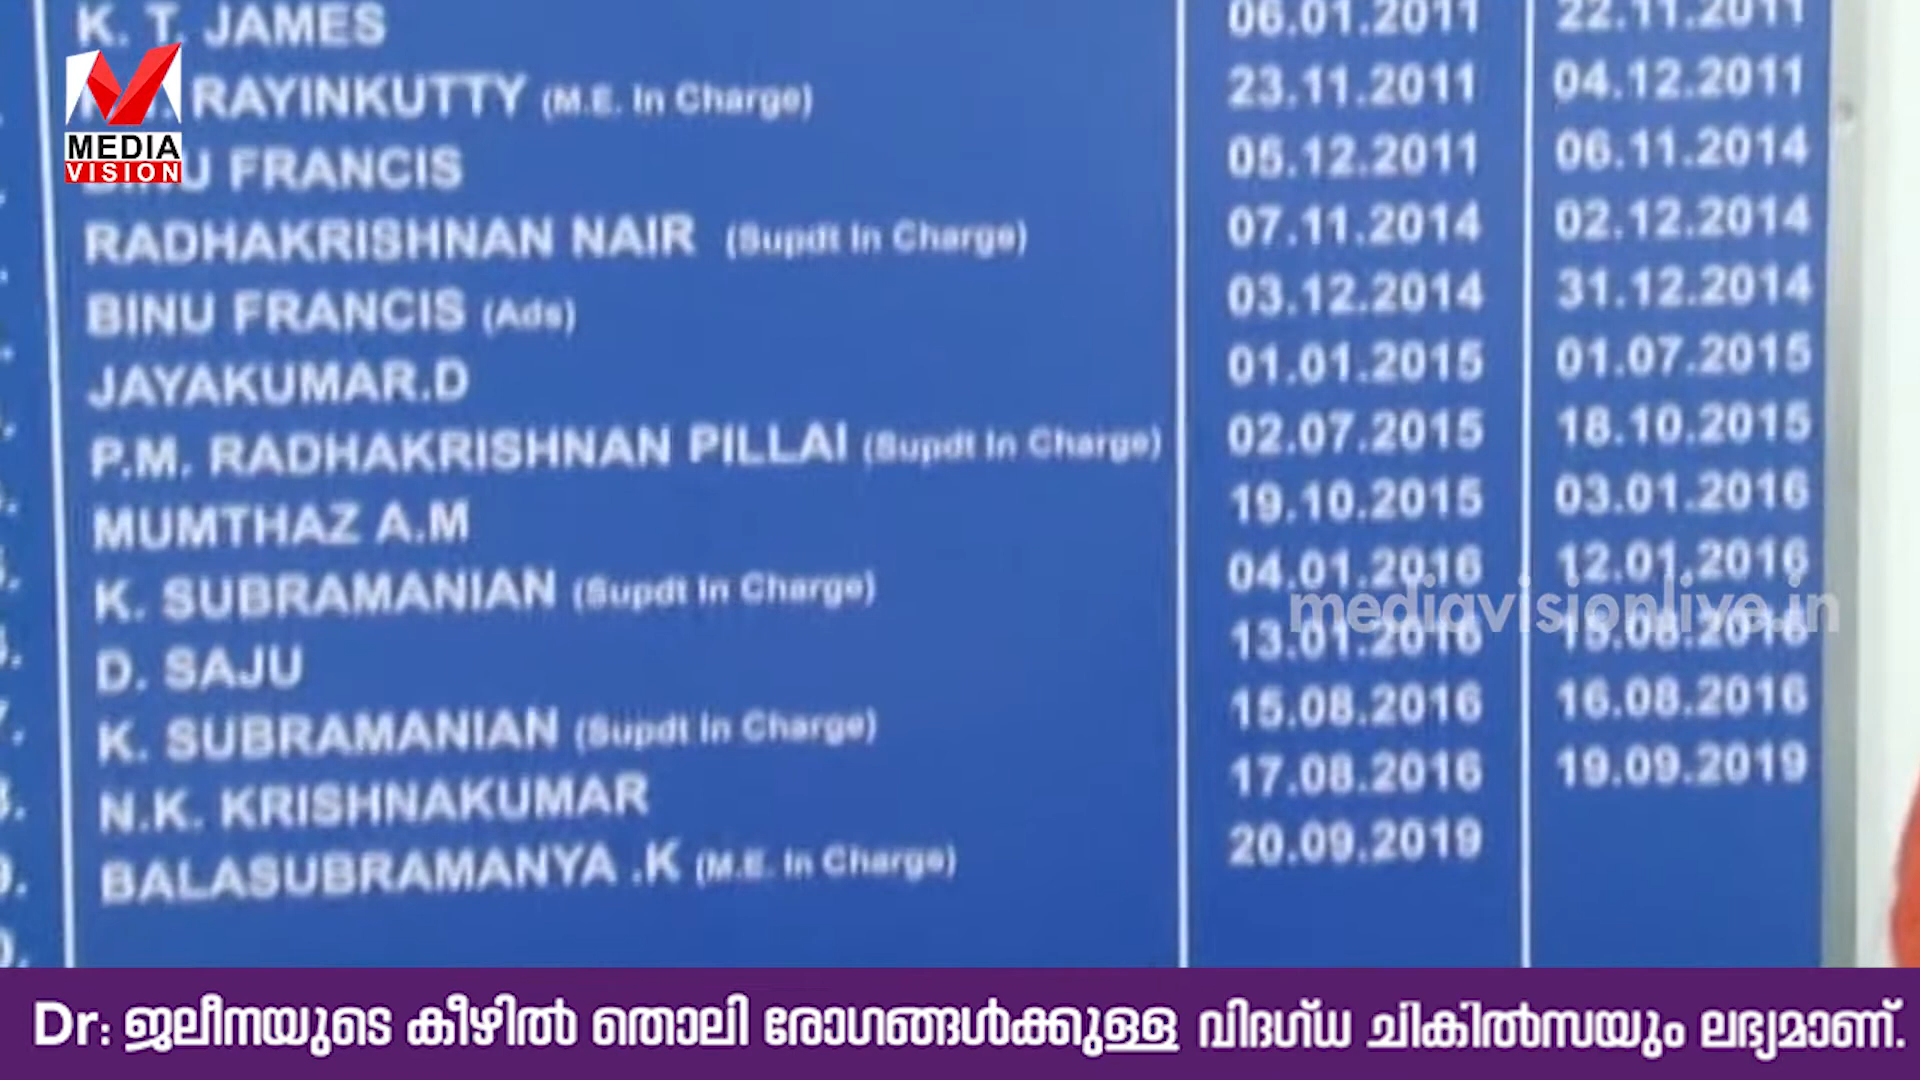 K. T. JAMES 06.01.2011 22.11.2011
RAYINKUTTY (M.E. In Charge) 23.11.2011 04.12.2011
BINU FRANCIS 05.12.2011 06.11.2014
RADHAKRISHNAN NAIR (Supdt In Charge) 07.11.2014 02.12.2014
BINU FRANCIS (Ads) 03.12.2014 31.12.2014
JAYAKUMAR.D 01.01.2015 01.07.2015
P.M. RADHAKRISHNAN PILLAI (Supdt In Charge) 02.07.2015 18.10.2015
MUMTHAZ A.M 19.10.2015 03.01.2016
K. SUBRAMANIAN (Supdt In Charge) 04.01.2016 12.01.2016
D. SAJU 13.01.2016
K. SUBRAMANIAN (Supdt In Charge) 15.08.2016 16.08.2016
N.K. KRISHNAKUMAR 17.08.2016 19.09.2019
BALASUBRAMANYA .K (M.E. In Charge) 20.09.2019
MEDIA
VISION
mediavisionlive.in
Dr: ജലീനയുടെ കീഴിൽ തൊലി രോഗങ്ങൾക്കുള്ള വിദഗ്ധ ചികിൽസയും ലഭ്യമാണ്.